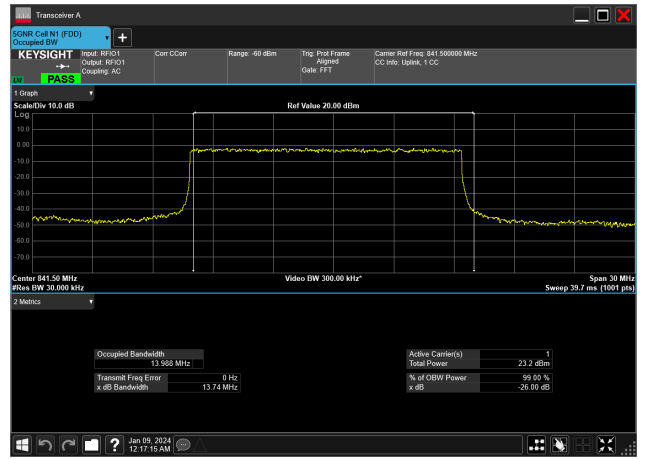 Transceiver A
5GNR Cell N1 (FDD)
Occupied BW
KEYSIGHT
LV
PASS
Input: RFIO1
Output: RFIO1
Coupling: AC
Corr CCorr
Range: -60 dBm
Trig: Prot Frame
Aligned
Gate: FFT
Carrier Ref Freq: 841.500000 MHz
CC Info: Uplink, 1 CC
1 Graph
Scale/Div 10.0 dB
Ref Value 20.00 dBm
Log
10.0
0.00
-10.0
-20.0
-30.0
-40.0
-50.0
-60.0
-70.0
Center 841.50 MHz
Video BW 300.00 kHz*
Span 30 MHz
#Res BW 30.000 kHz
Sweep 39.7 ms (1001 pts)
2 Metrics
Occupied Bandwidth
13.988 MHz
Active Carrier(s) 1
Total Power 23.2 dBm
Transmit Freq Error 0 Hz
x dB Bandwidth 13.74 MHz
% of OBW Power 99.00 %
x dB -26.00 dB
Jan 09, 2024
12:17:15 AM